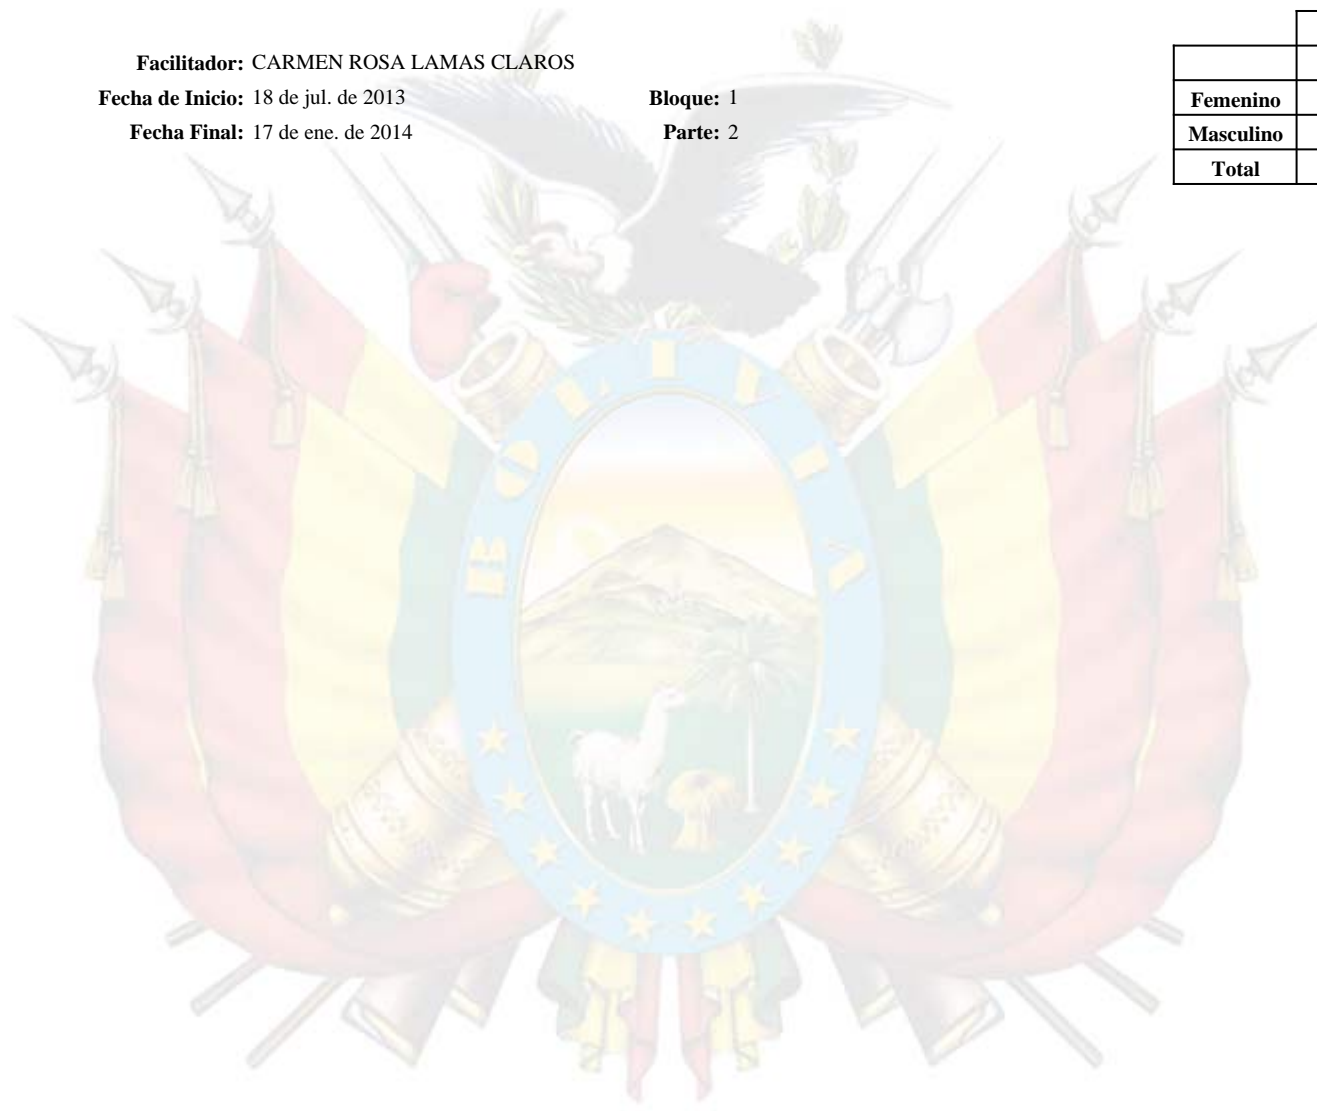 Facilitador: CARMEN ROSA LAMAS CLAROS
Fecha de Inicio: 18 de jul. de 2013 Bloque: 1
Fecha Final: 17 de ene. de 2014 Parte: 2
Femenino
Masculino
Total
BOLIVIA